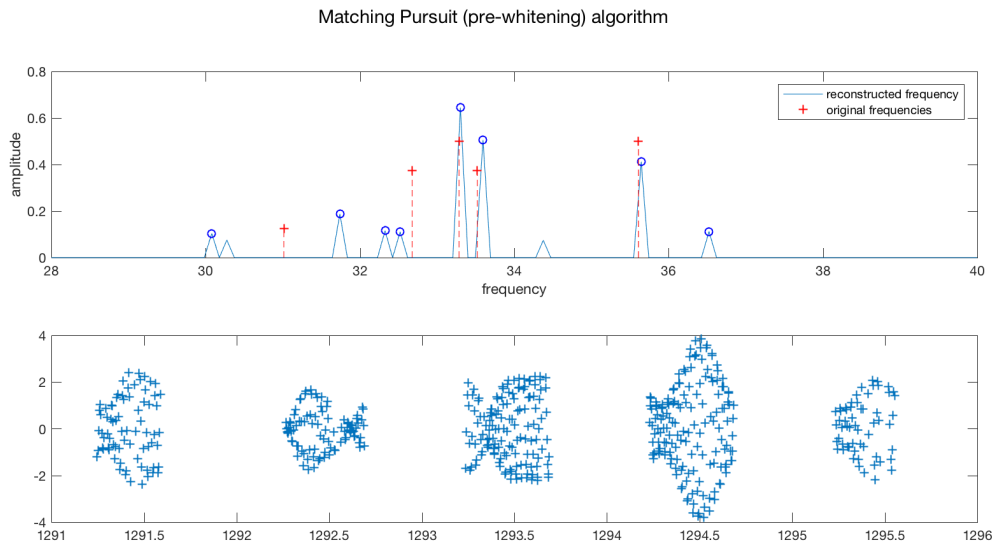 Matching Pursuit (pre-whitening) algorithm
0.8
reconstructed frequency
original frequencies
0.6
0.4
0.2
0
amplitude
28 30 32 34 36 38 40
frequency
4
2
0
-2
-4
1291 1291.5 1292 1292.5 1293 1293.5 1294 1294.5 1295 1295.5 1296